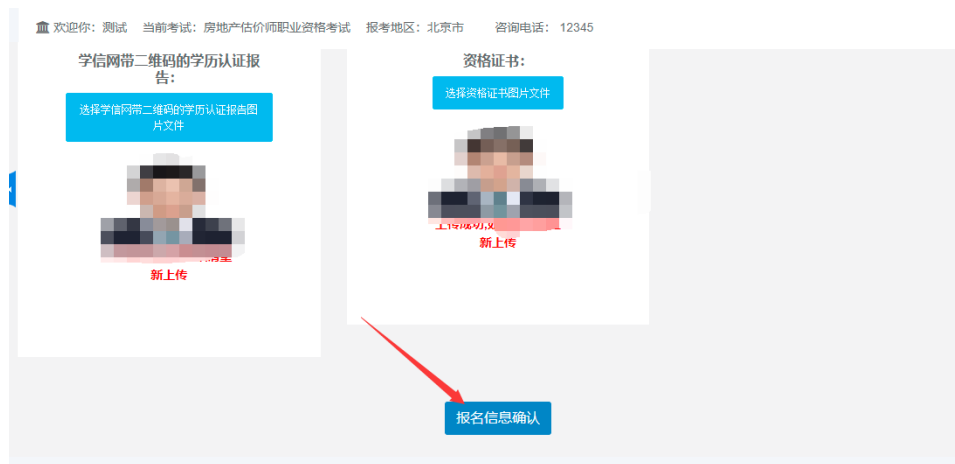 欢迎你：测试 当前考试：房地产估价师职业资格考试 报考地区：北京市 咨询电话： 12345
学信网带二维码的学历认证报
告：
选择学信网带二维码的学历认证报告图
片文件
新上传
资格证书：
选择资格证书图片文件
上传成功,
新上传
报名信息确认